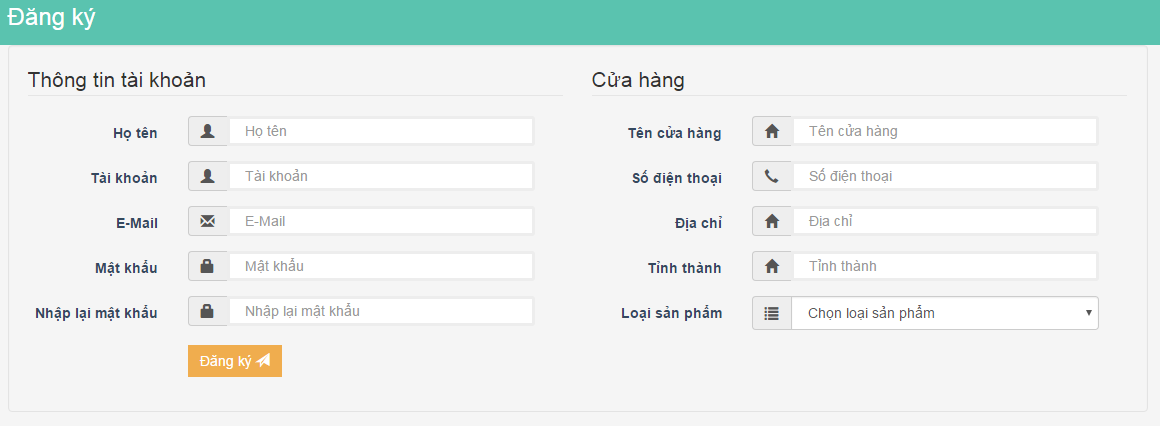 Đăng ký
Thông tin tài khoản
Họ tên
Họ tên
Tài khoản
Tài khoản
E-Mail
E-Mail
Mật khẩu
Mật khẩu
Nhập lại mật khẩu
Nhập lại mật khẩu
Đăng ký
Cửa hàng
Tên cửa hàng
Tên cửa hàng
Số điện thoại
Số điện thoại
Địa chỉ
Địa chỉ
Tỉnh thành
Tỉnh thành
Loại sản phẩm
Chọn loại sản phẩm